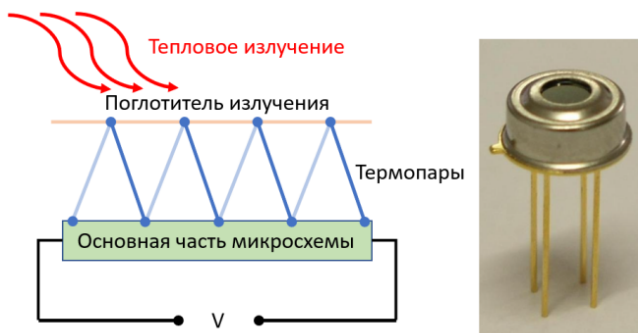 Тепловое излучение
Поглотитель излучения
Термопары
Основная часть микросхемы
V